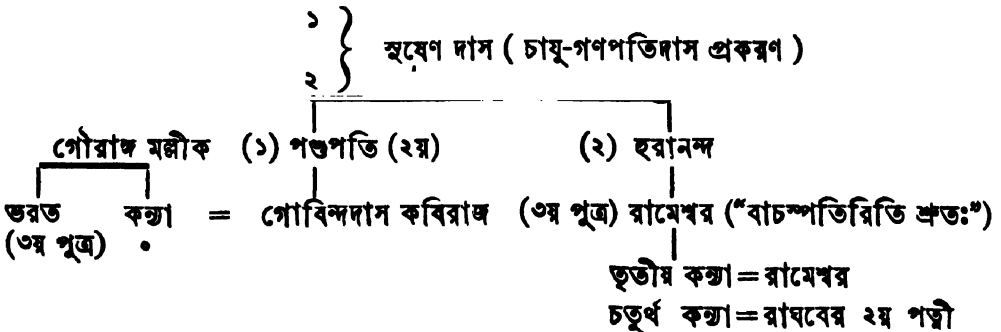 ১
২
সুষেণ দাস ( চাযু-গণপতিদাস প্রকরণ )
গৌরাঙ্গ মল্লীক (১) পশুপতি (২য়) (২) হরানন্দ
ভরত কন্যা = গোবিন্দদাস কবিরাজ (৩য় পুত্র) রামেশ্বর (“বাচস্পতিরিতি শ্রুতঃ”)
(৩য় পুত্র)
তৃতীয় কন্যা = রামেশ্বর
চতুর্থ কন্যা = রাঘবের ২য় পত্নী